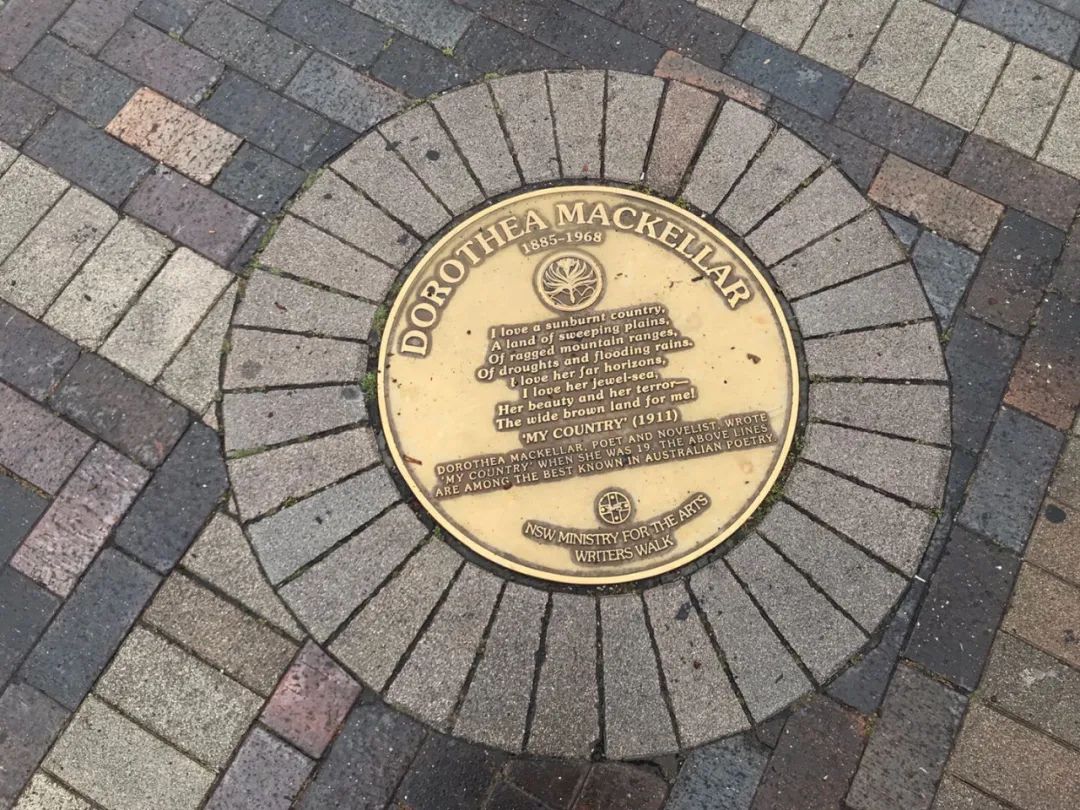 DOROTHEA MACKELLAR
1885-1968
I love a sunburnt country,
A land of sweeping plains,
Of ragged mountain ranges,
Of droughts and flooding rains.
I love her far horizons,
I love her jewel-sea,
Her beauty and her terror—
The wide brown land for me!
'MY COUNTRY' (1911)
DOROTHEA MACKELLAR, POET AND NOVELIST, WROTE
'MY COUNTRY' WHEN SHE WAS 19. THE ABOVE LINES
ARE AMONG THE BEST KNOWN IN AUSTRALIAN POETRY.
NSW MINISTRY FOR THE ARTS
WRITERS WALK